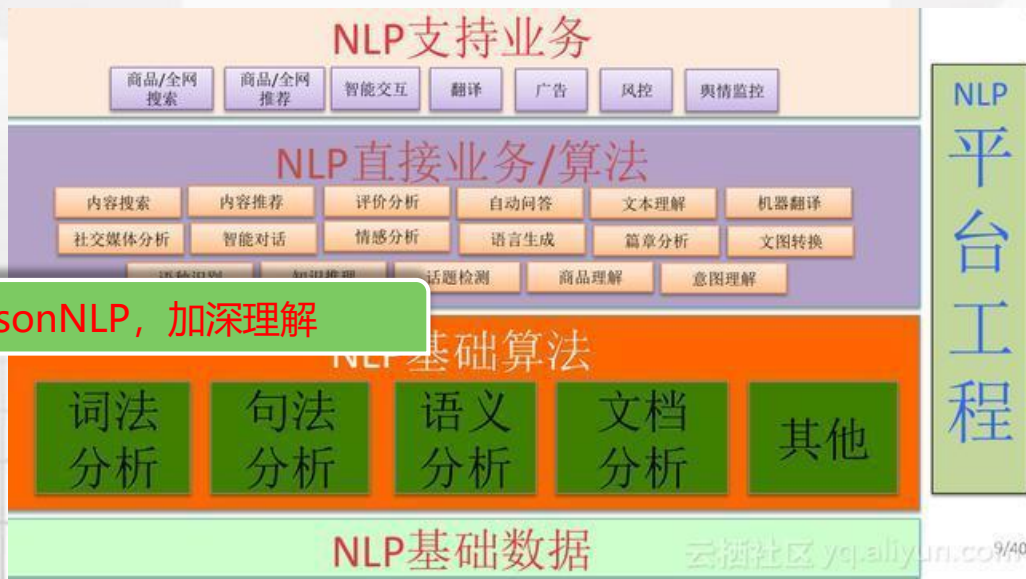 NLP支持业务
商品/全网
搜索
商品/全网
推荐
智能交互
翻译
广告
风控
舆情监控
NLP直接业务/算法
内容搜索
内容推荐
评价分析
自动问答
文本理解
机器翻译
社交媒体分析
智能对话
情感分析
语言生成
篇章分析
文图转换
语种识别
知识推理
话题检测
商品理解
意图理解
sonNLP，加深理解
NLP基础算法
词法
分析
句法
分析
语义
分析
文档
分析
其他
NLP基础数据
NLP
平
台
工
程
云栖社区 yq.aliyun.com
9/40